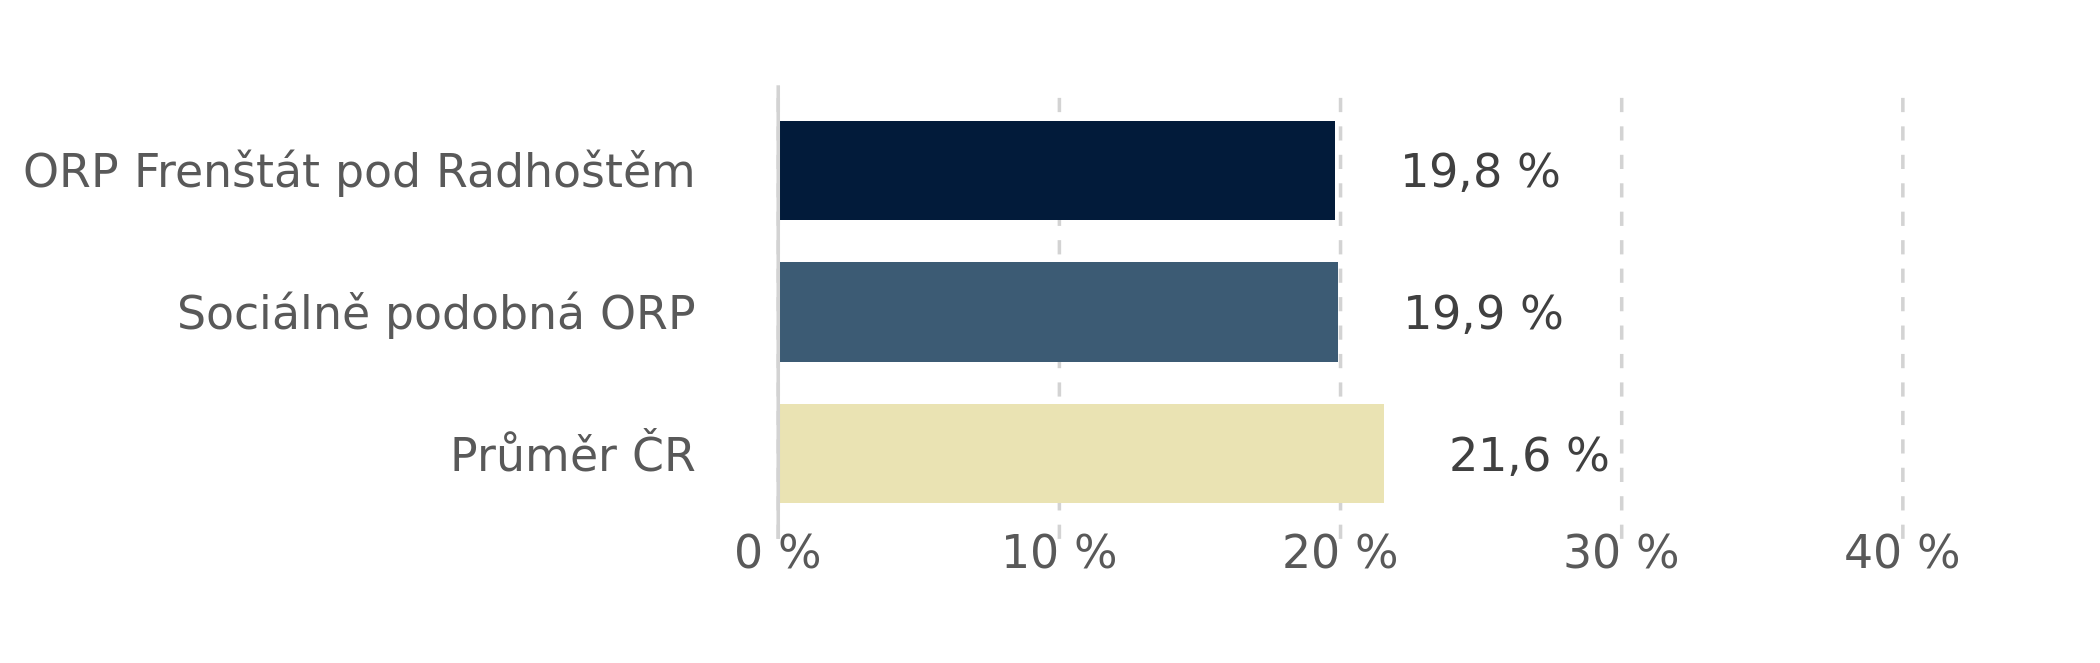 ORP Frenštát pod Radhoštěm 19,8 %
Sociálně podobná ORP 19,9 %
Průměr ČR 21,6 %
0 % 10 % 20 % 30 % 40 %